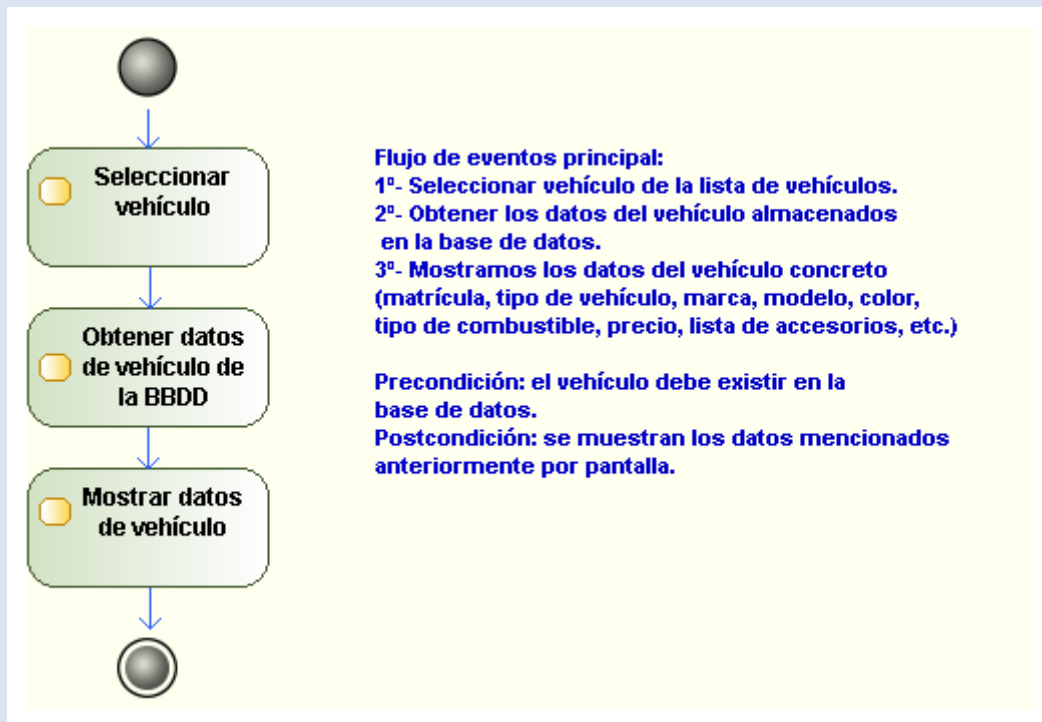 Seleccionar
vehículo
Obtener datos
de vehículo de
la BBDD
Mostrar datos
de vehículo
Flujo de eventos principal:
1º- Seleccionar vehículo de la lista de vehículos.
2º- Obtener los datos del vehículo almacenados
en la base de datos.
3º- Mostramos los datos del vehículo concreto
(matrícula, tipo de vehículo, marca, modelo, color,
tipo de combustible, precio, lista de accesorios, etc.)
Precondición: el vehículo debe existir en la
base de datos.
Postcondición: se muestran los datos mencionados
anteriormente por pantalla.